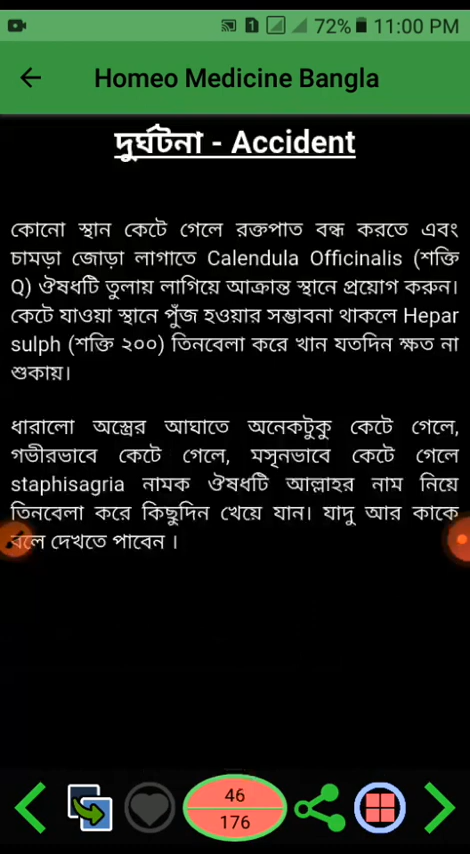 1 72% 11:00 PM
Homeo Medicine Bangla
দুর্ঘটনা - Accident
কোনো স্থান কেটে গেলে রক্তপাত বন্ধ করতে এবং
চামড়া জোড়া লাগাতে Calendula Officinalis (শক্তি
Q) ঔষধটি তুলায় লাগিয়ে আক্রান্ত স্থানে প্রয়োগ করুন।
কেটে যাওয়া স্থানে পুঁজ হওয়ার সম্ভাবনা থাকলে Hepar
sulph (শক্তি ২০০) তিনবেলা করে খান যতদিন ক্ষত না
শুকায়।
ধারালো অস্ত্রের আঘাতে অনেকটুকু কেটে গেলে,
গভীরভাবে কেটে গেলে, মসৃনভাবে কেটে গেলে
staphisagria নামক ঔষধটি আল্লাহর নাম নিয়ে
তিনবেলা করে কিছুদিন খেয়ে যান। যাদু আর কাকে
বলে দেখতে পাবেন ।
46
176